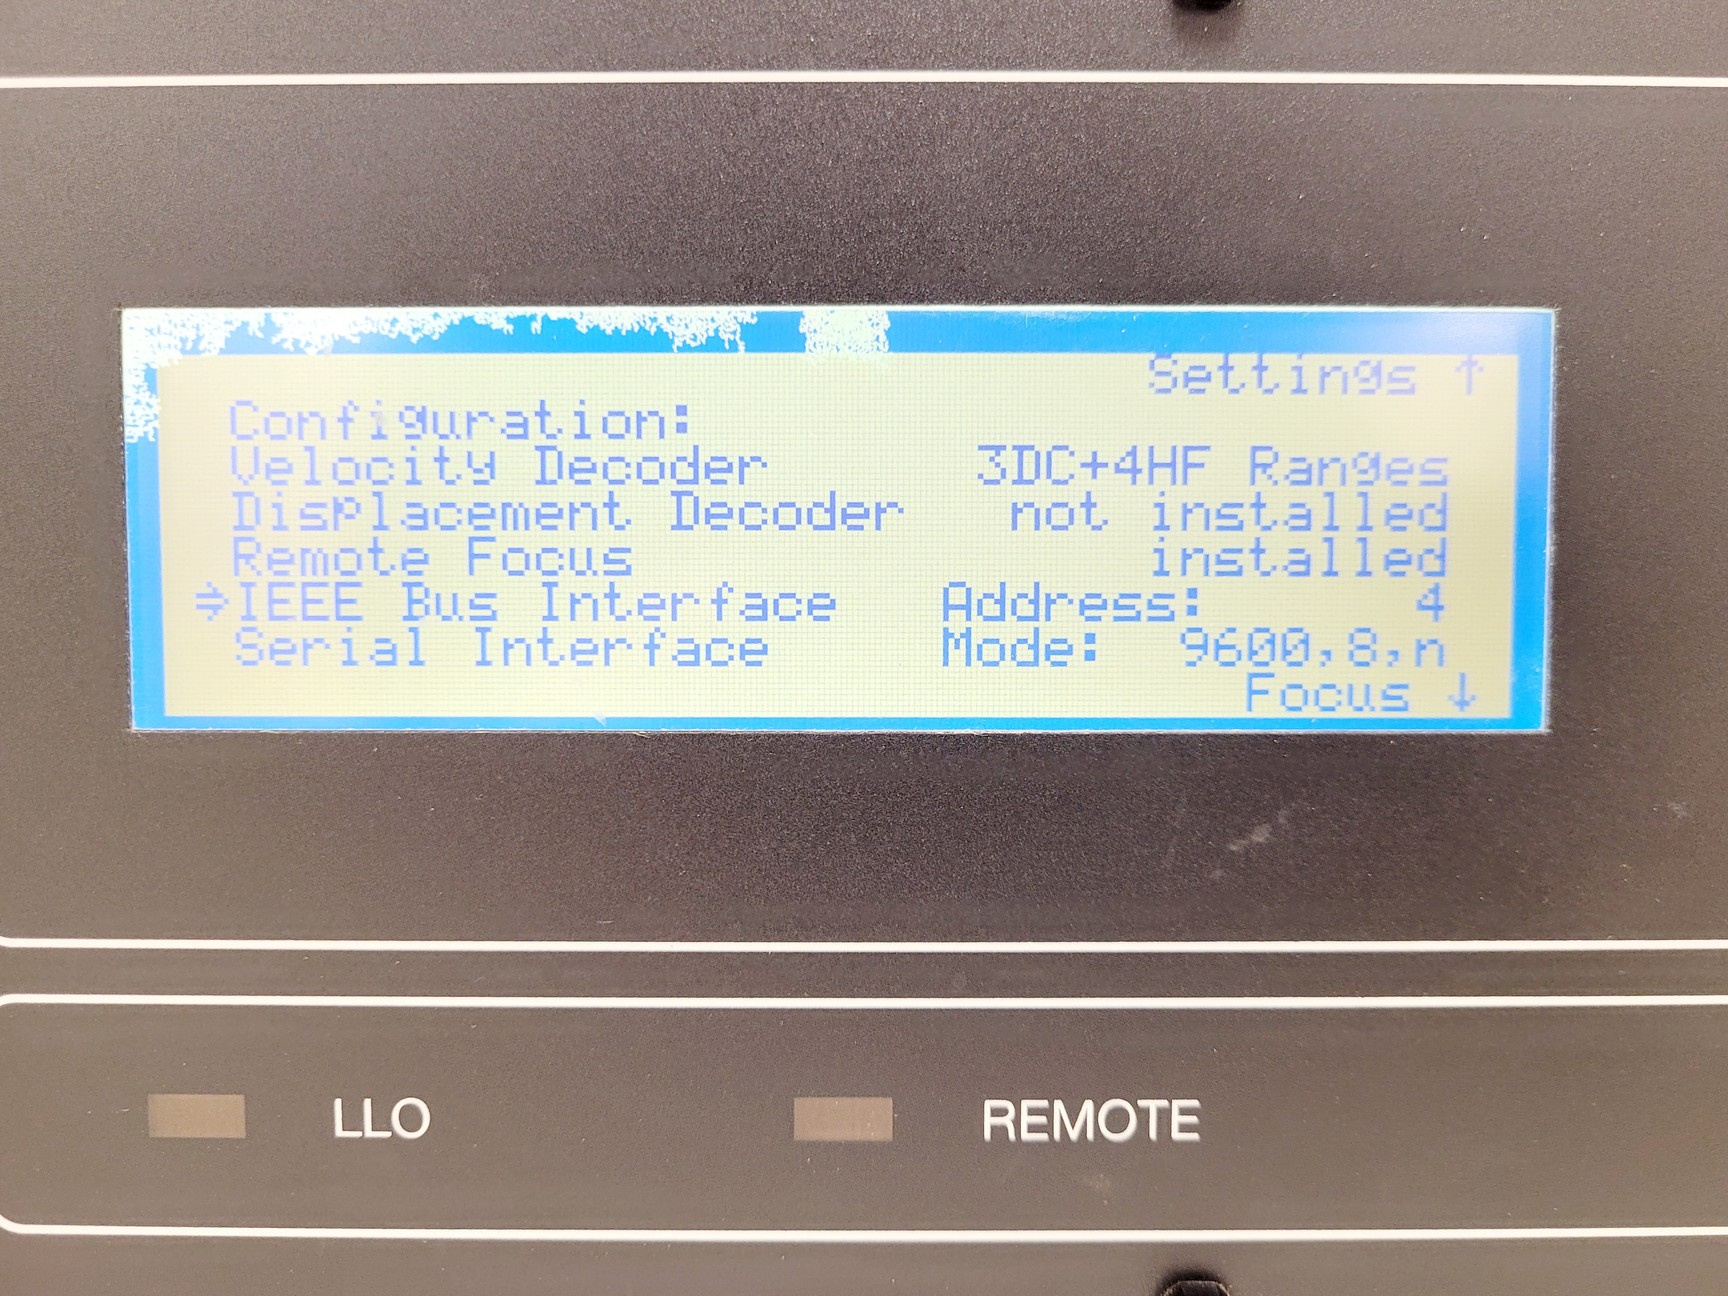 Settings ↑
Configuration:
Velocity Decoder 3DC+4HF Ranges
Displacement Decoder not installed
Remote Focus installed
⇒IEEE Bus Interface Address: 4
Serial Interface Mode: 9600,8,n
Focus ↓
LLO REMOTE